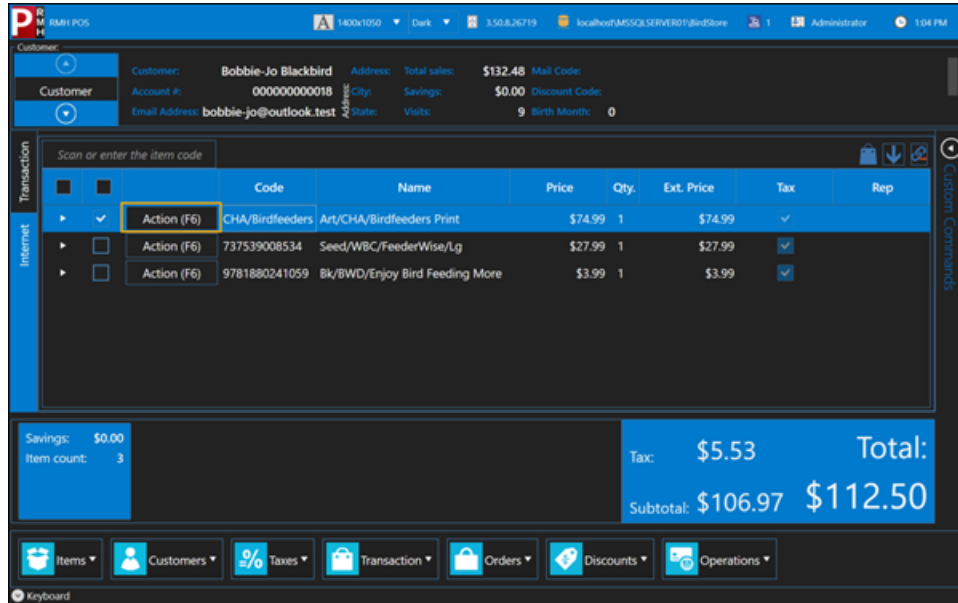 P RMH RMH POS A 1400x1050 Dark 3.50.8.26719 localhost\MSSQLSERVER01\BirdStore 1 Administrator 1:04 PM
Customer:
Customer
Customer: Bobbie-Jo Blackbird Address: Total sales: $132.48 Mail Code:
Account #: 000000000018 City: Savings: $0.00 Discount Code:
Email Address: bobbie-jo@outlook.test State: Visits: 9 Birth Month: 0
Address:
Transaction
Internet
Scan or enter the item code
Code Name Price Qty. Ext. Price Tax Rep
Action (F6) CHA/Birdfeeders Art/CHA/Birdfeeders Print $74.99 1 $74.99
Action (F6) 737539008534 Seed/WBC/FeederWise/Lg $27.99 1 $27.99
Action (F6) 9781880241059 Bk/BWD/Enjoy Bird Feeding More $3.99 1 $3.99
Custom Commands
Savings: $0.00
Item count: 3
Tax: $5.53 Total:
Subtotal: $106.97 $112.50
Items Customers Taxes Transaction Orders Discounts Operations
Keyboard